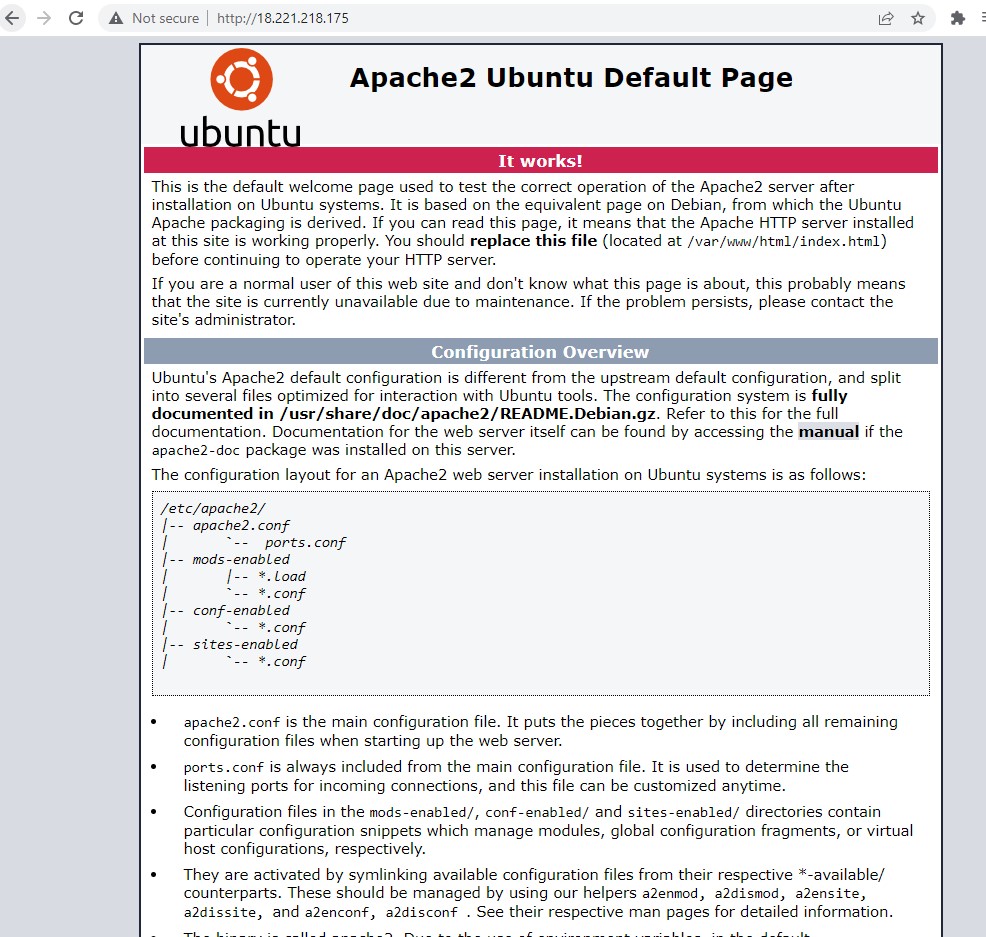 Not secure | http://18.221.218.175
Apache2 Ubuntu Default Page
ubuntu
It works!
This is the default welcome page used to test the correct operation of the Apache2 server after
installation on Ubuntu systems. It is based on the equivalent page on Debian, from which the Ubuntu
Apache packaging is derived. If you can read this page, it means that the Apache HTTP server installed
at this site is working properly. You should replace this file (located at /var/www/html/index.html)
before continuing to operate your HTTP server.
If you are a normal user of this web site and don't know what this page is about, this probably means
that the site is currently unavailable due to maintenance. If the problem persists, please contact the
site's administrator.
Configuration Overview
Ubuntu's Apache2 default configuration is different from the upstream default configuration, and split
into several files optimized for interaction with Ubuntu tools. The configuration system is fully
documented in /usr/share/doc/apache2/README.Debian.gz. Refer to this for the full
documentation. Documentation for the web server itself can be found by accessing the manual if the
apache2-doc package was installed on this server.
The configuration layout for an Apache2 web server installation on Ubuntu systems is as follows:
/etc/apache2/
|-- apache2.conf
|       `--  ports.conf
|-- mods-enabled
|       |-- *.load
|       `-- *.conf
|-- conf-enabled
|       `-- *.conf
|-- sites-enabled
|       `-- *.conf
• apache2.conf is the main configuration file. It puts the pieces together by including all remaining
configuration files when starting up the web server.
• ports.conf is always included from the main configuration file. It is used to determine the
listening ports for incoming connections, and this file can be customized anytime.
• Configuration files in the mods-enabled/, conf-enabled/ and sites-enabled/ directories contain
particular configuration snippets which manage modules, global configuration fragments, or virtual
host configurations, respectively.
• They are activated by symlinking available configuration files from their respective *-available/
counterparts. These should be managed by using our helpers a2enmod, a2dismod, a2ensite,
a2dissite, and a2enconf, a2disconf . See their respective man pages for detailed information.
• The binary is called apache2. Due to the use of environment variables, in the default